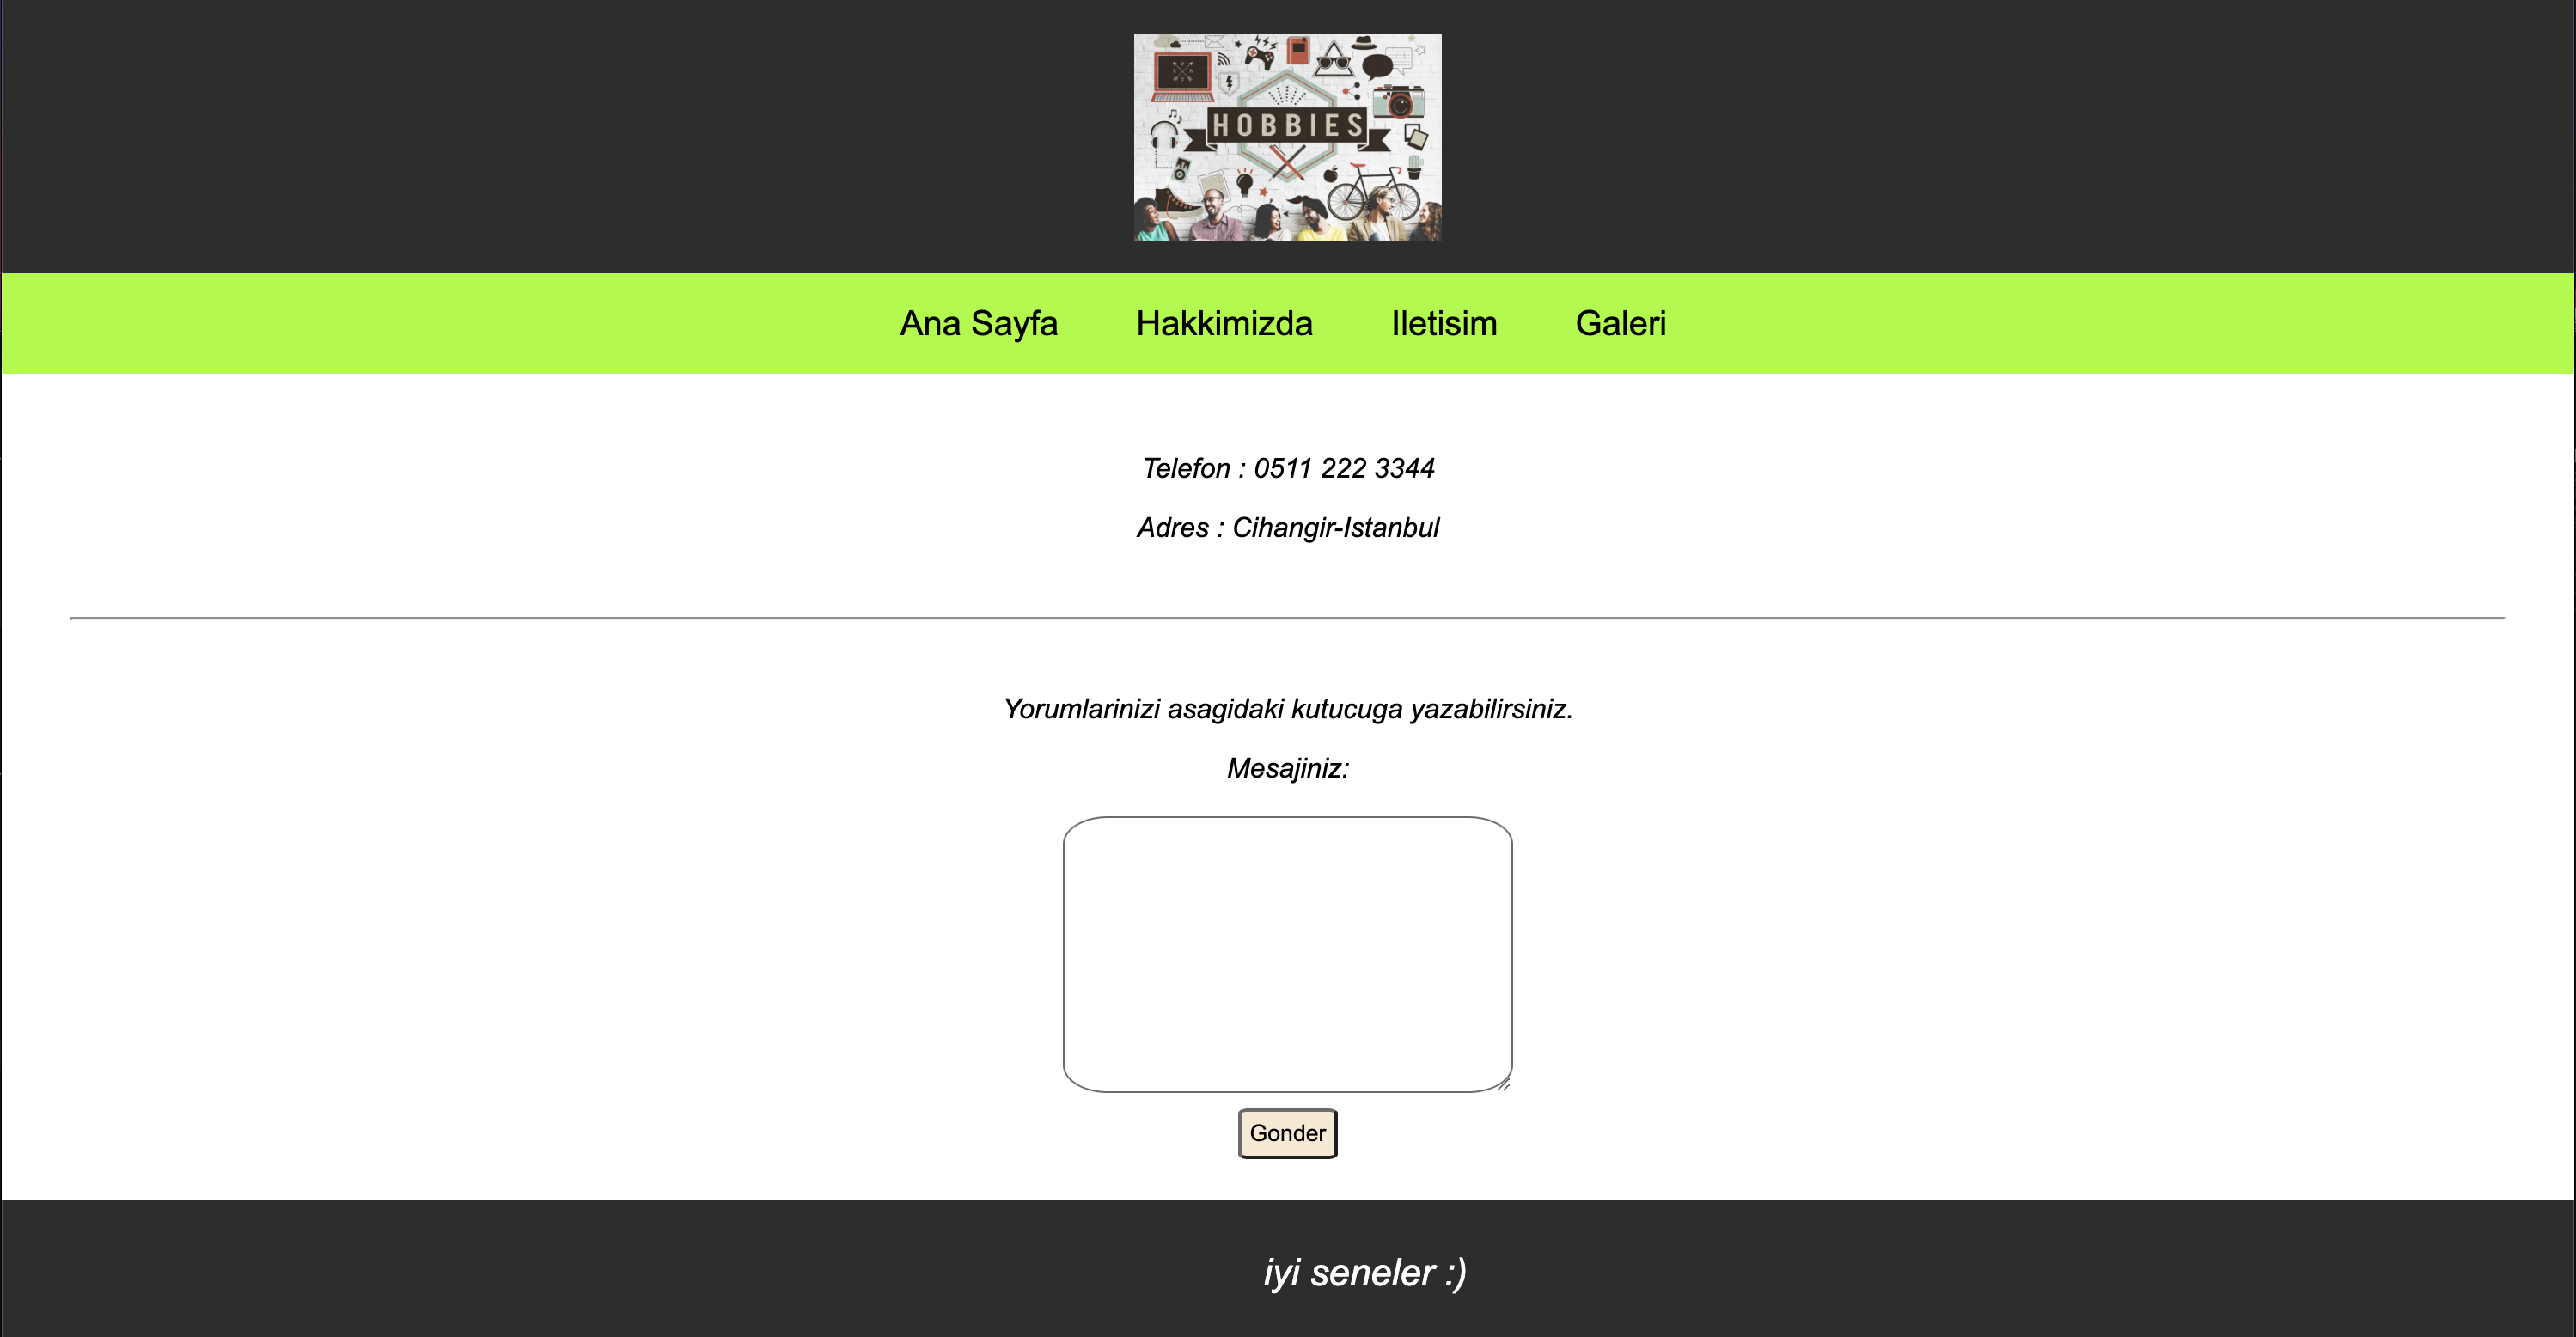 HOBBIES
Ana Sayfa Hakkimizda Iletisim Galeri
Telefon : 0511 222 3344
Adres : Cihangir-Istanbul
Yorumlarinizi asagidaki kutucuga yazabilirsiniz.
Mesajiniz:
Gonder
iyi seneler :)